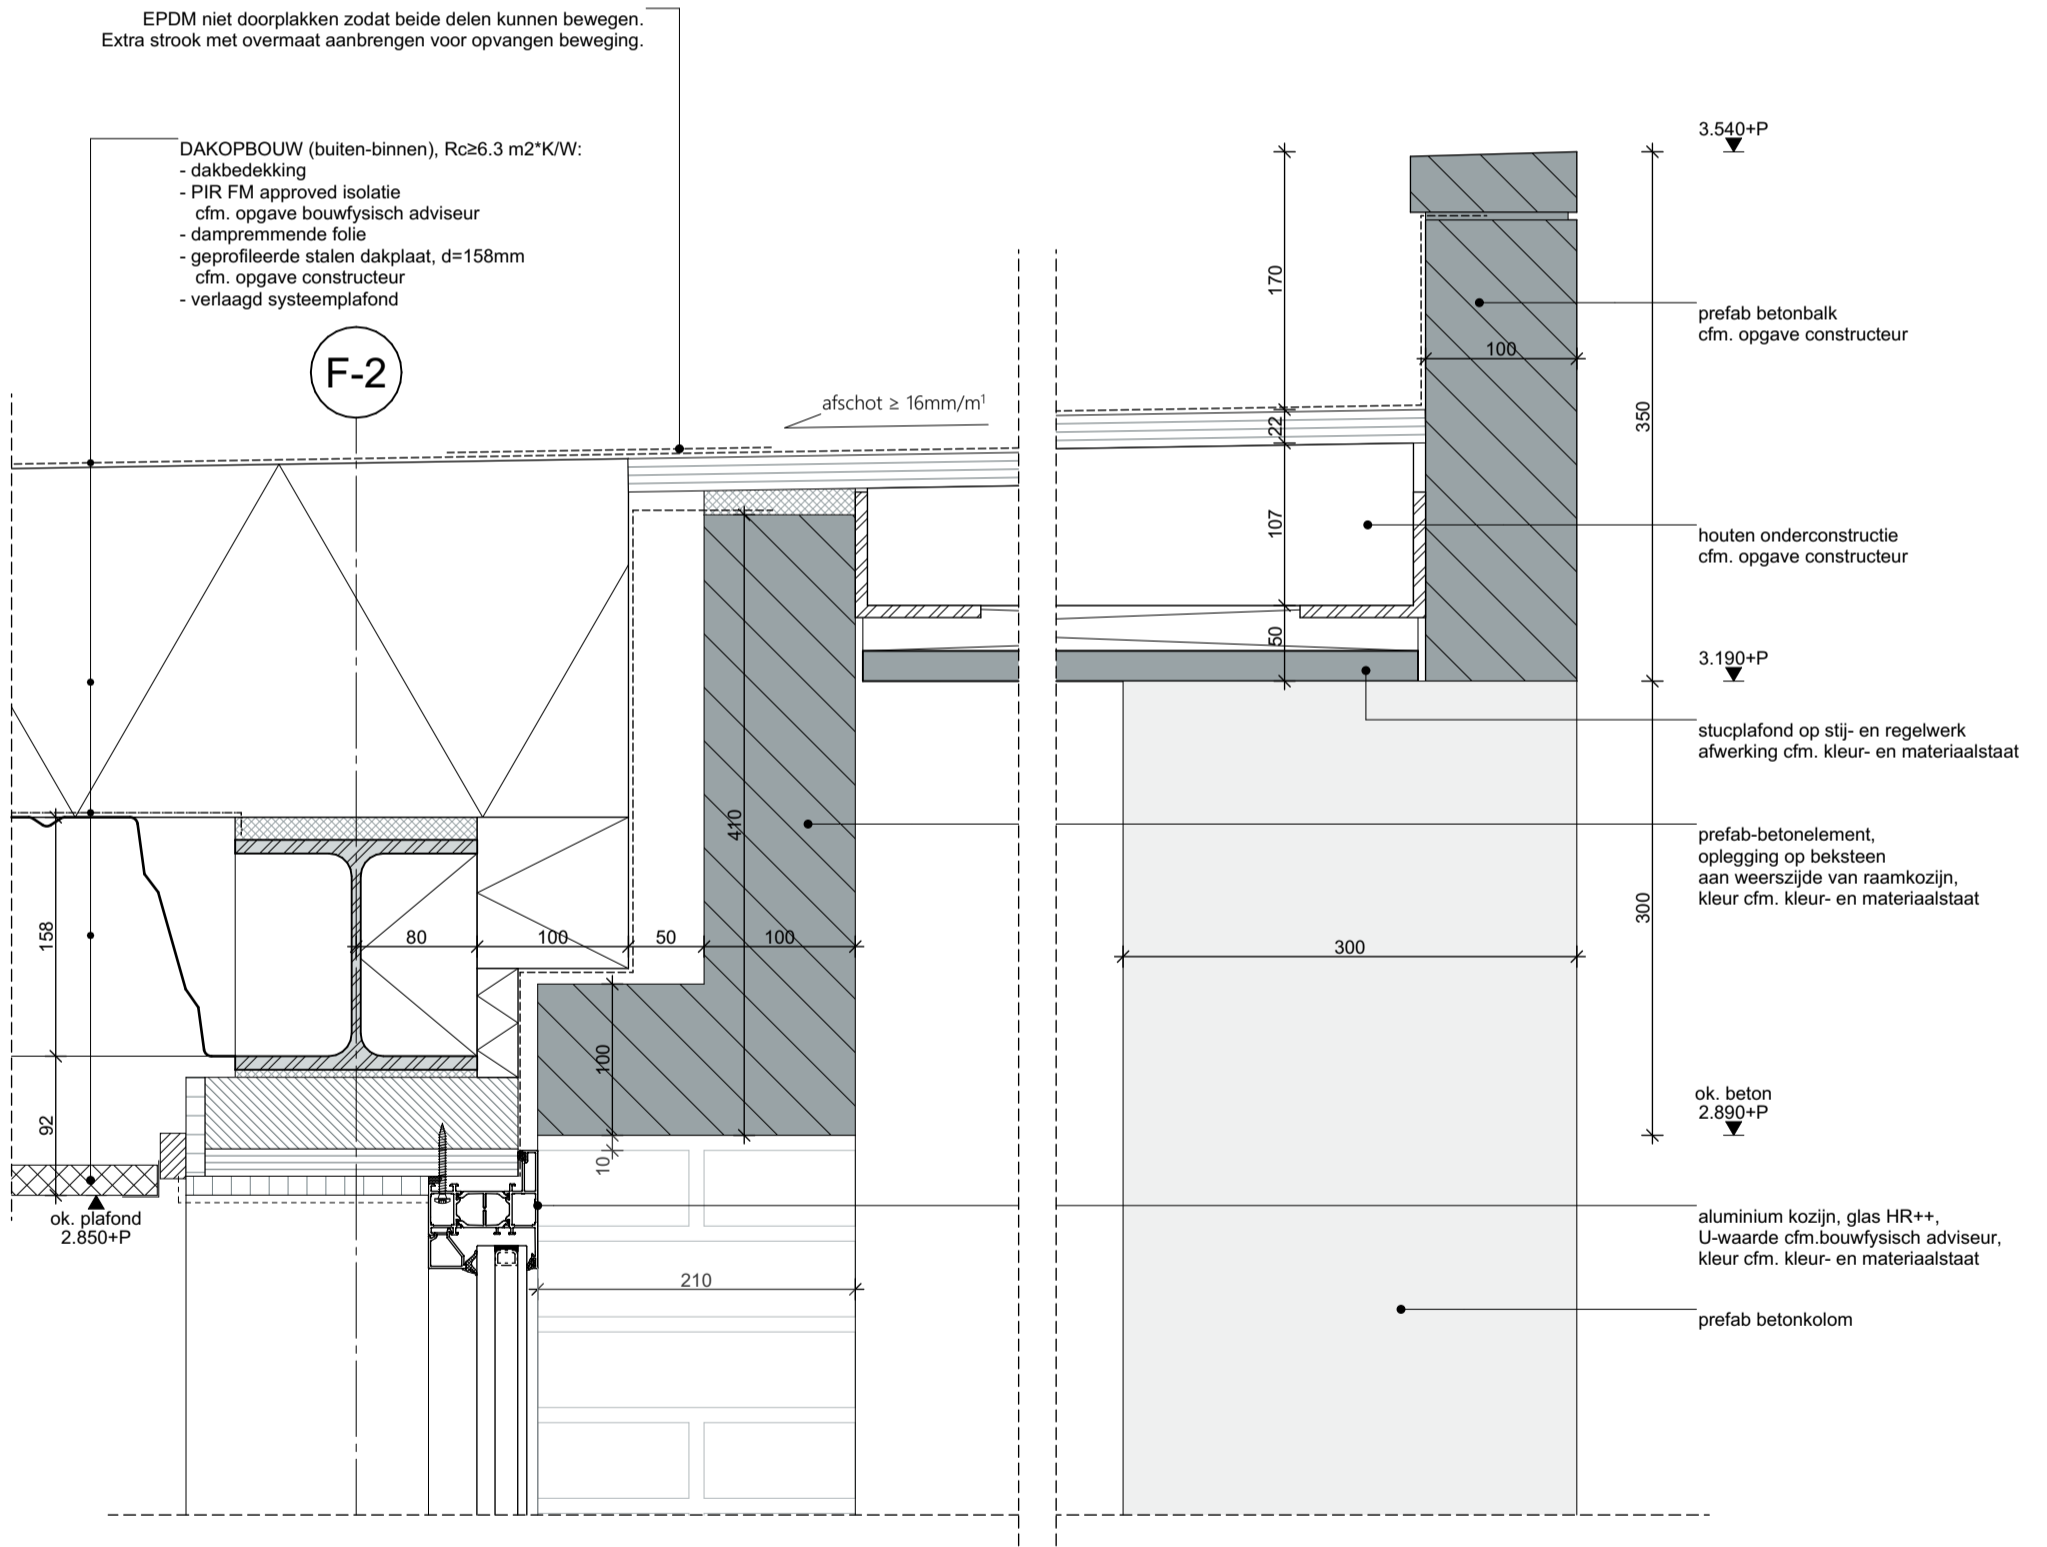 EPDM niet doorplakken zodat beide delen kunnen bewegen.
Extra strook met overmaat aanbrengen voor opvangen beweging.
DAKOPBOUW (buiten-binnen), Rc≥6.3 m2*K/W:
- dakbedekking
- PIR FM approved isolatie
cfm. opgave bouwfysisch adviseur
- dampremmende folie
- geprofileerde stalen dakplaat, d=158mm
cfm. opgave constructeur
- verlaagd systeemplafond
F-2
afschot ≥ 16mm/m¹
3.540+P
170
prefab betonbalk
cfm. opgave constructeur
100
350
22
107
houten onderconstructie
cfm. opgave constructeur
50
3.190+P
stucplafond op stij- en regelwerk
afwerking cfm. kleur- en materiaalstaat
410
prefab-betonelement,
oplegging op beksteen
aan weerszijde van raamkozijn,
kleur cfm. kleur- en materiaalstaat
300
158
80
100
50
100
300
100
92
10
ok. beton
2.890+P
ok. plafond
2.850+P
aluminium kozijn, glas HR++,
U-waarde cfm.bouwfysisch adviseur,
kleur cfm. kleur- en materiaalstaat
210
prefab betonkolom